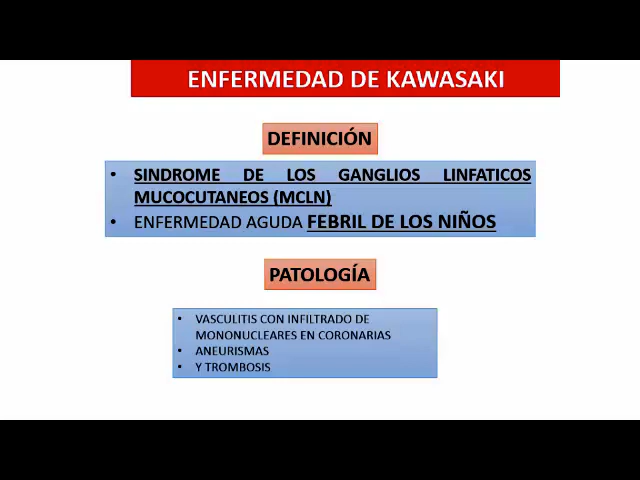 ENFERMEDAD DE KAWASAKI
DEFINICIÓN
• SINDROME DE LOS GANGLIOS LINFATICOS
MUCOCUTANEOS (MCLN)
• ENFERMEDAD AGUDA FEBRIL DE LOS NIÑOS
PATOLOGÍA
• VASCULITIS CON INFILTRADO DE
MONONUCLEARES EN CORONARIAS
• ANEURISMAS
• Y TROMBOSIS